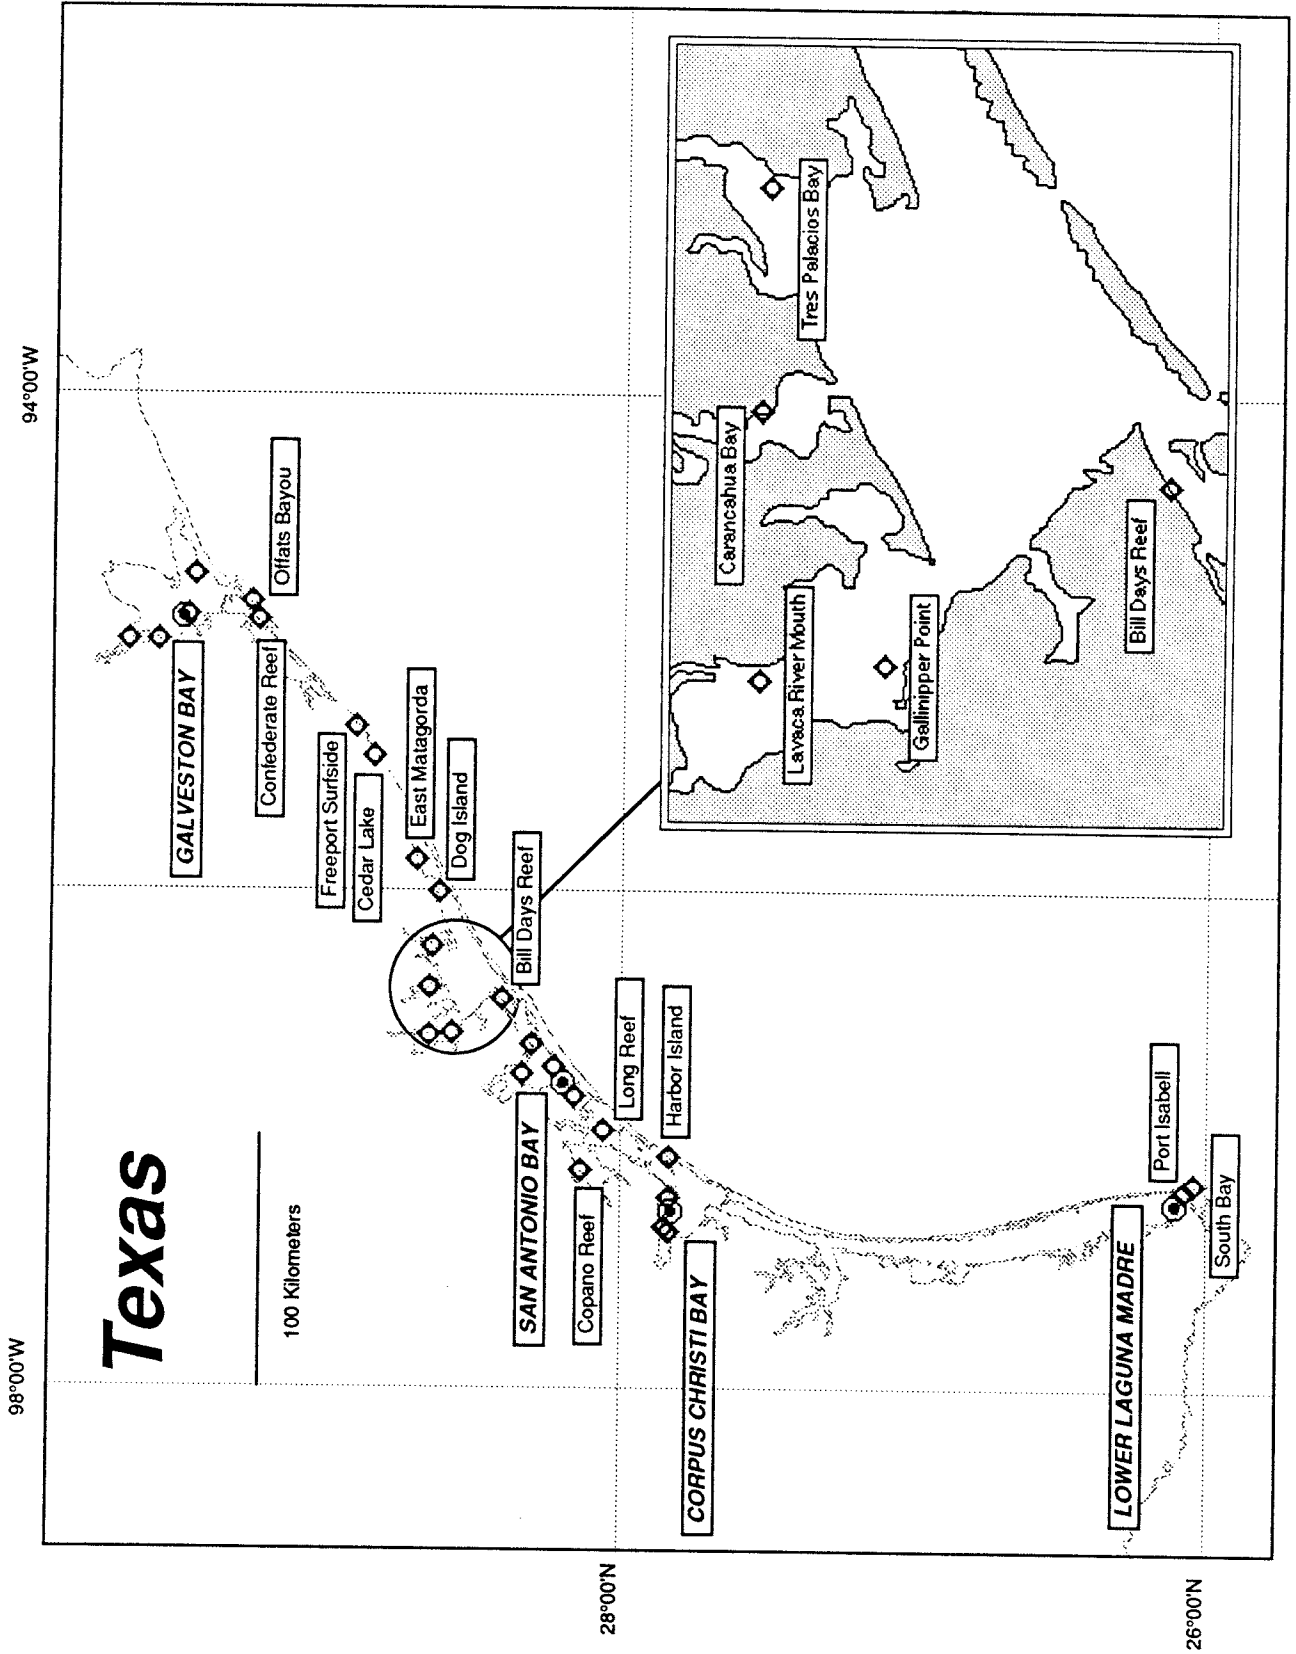 Texas
100 Kilometers
98°00'W
94°00'W
28°00'N
26°00'N
GALVESTON BAY
Offats Bayou
Confederate Reef
Freeport Surfside
Cedar Lake
East Matagorda
Dog Island
Bill Days Reef
SAN ANTONIO BAY
Long Reef
Copano Reef
Harbor Island
CORPUS CHRISTI BAY
Port Isabell
LOWER LAGUNA MADRE
South Bay
Tres Palacios Bay
Carancahua Bay
Lavaca River Mouth
Gallinipper Point
Bill Days Reef